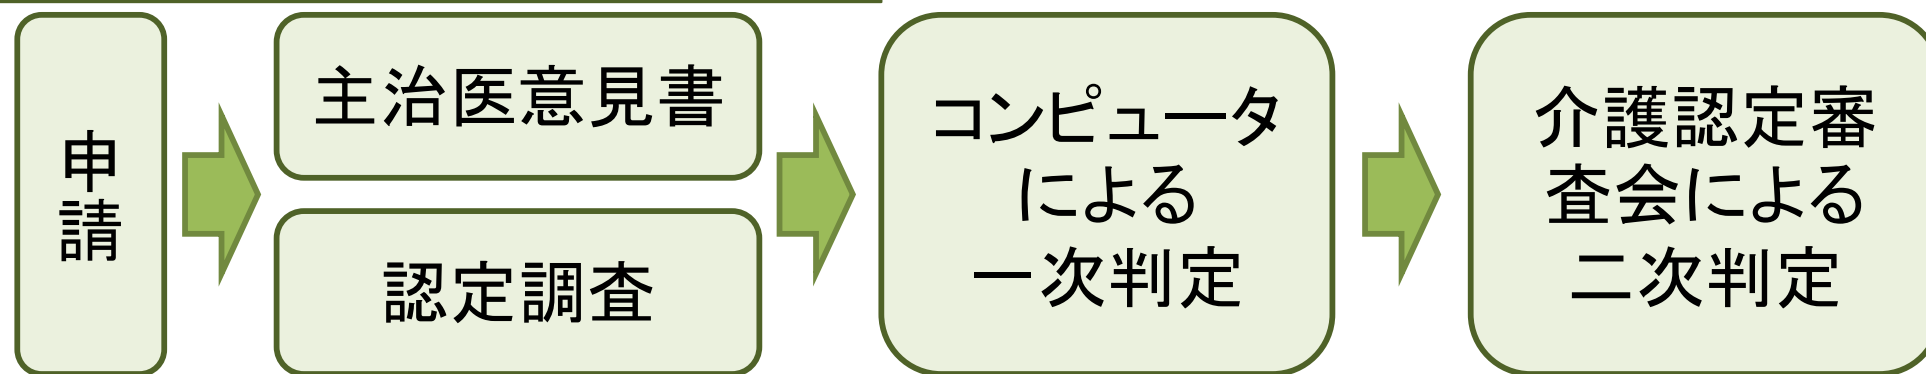 申請
主治医意見書
認定調査
コンピュータ
による
一次判定
介護認定審
査会による
二次判定